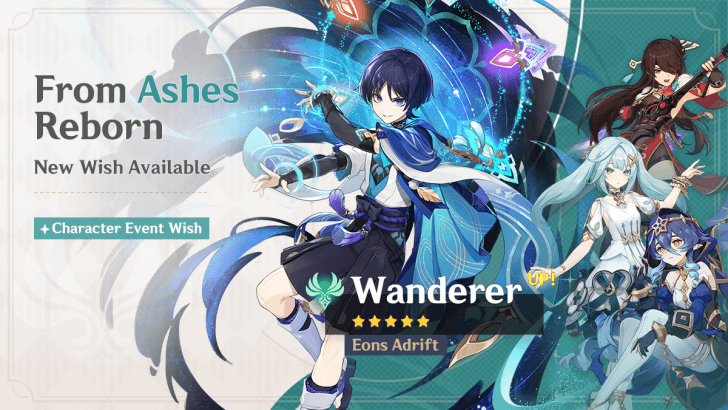 From Ashes
Reborn
New Wish Available
Character Event Wish
Wanderer
UP!
Eons Adrift